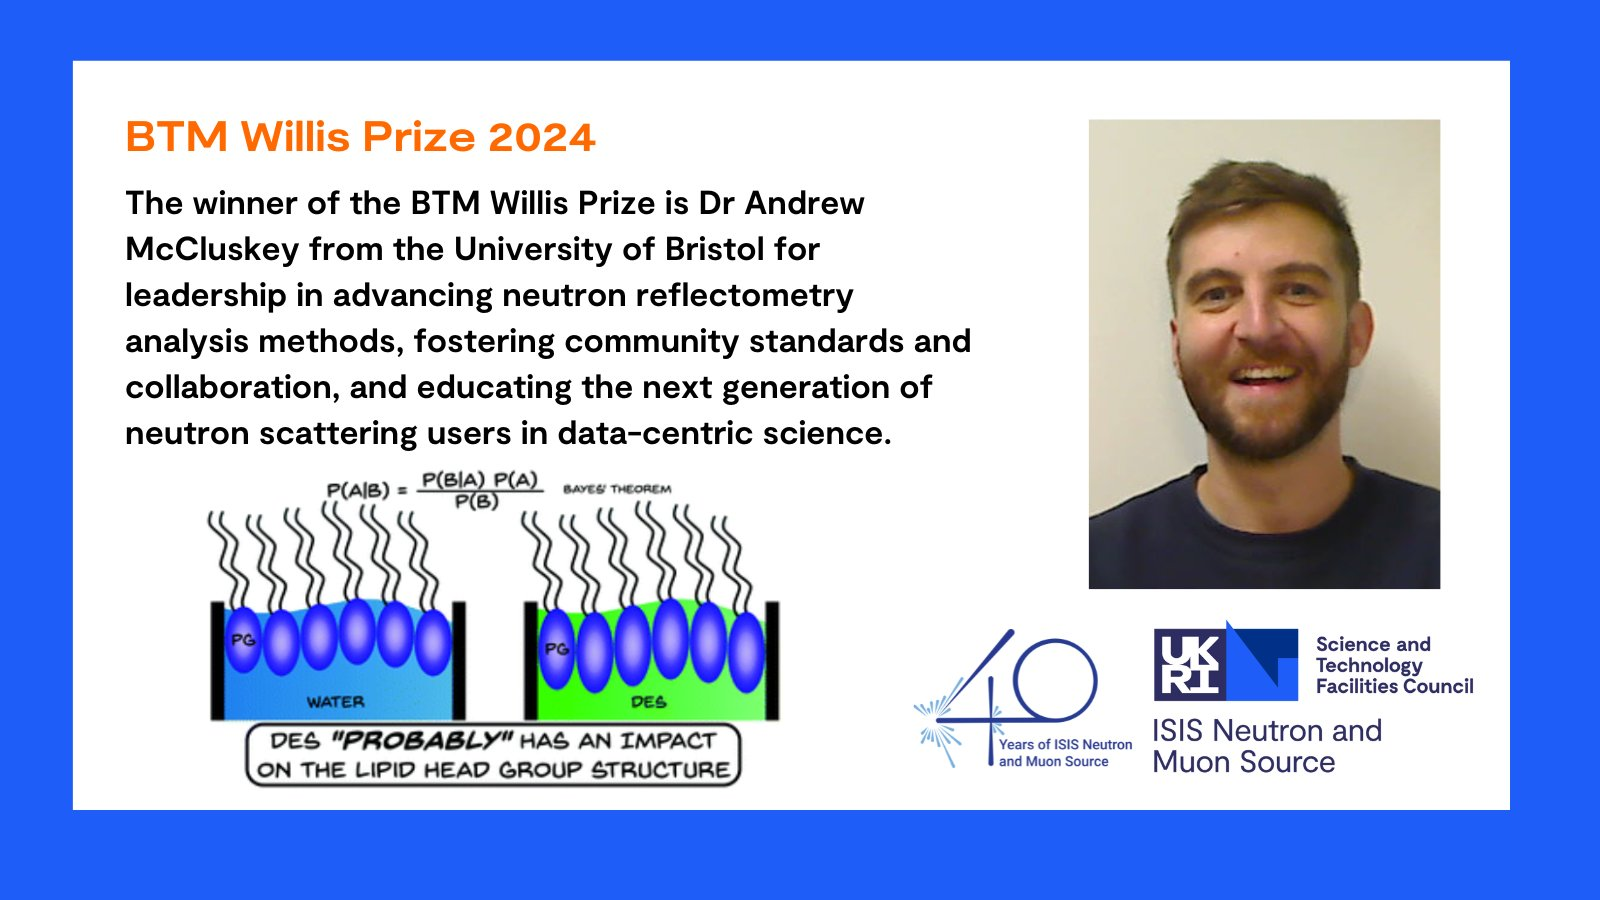 BTM Willis Prize 2024
The winner of the BTM Willis Prize is Dr Andrew
McCluskey from the University of Bristol for
leadership in advancing neutron reflectometry
analysis methods, fostering community standards and
collaboration, and educating the next generation of
neutron scattering users in data-centric science.
P(A|B) = P(B|A) P(A) / P(B) BAYES' THEOREM
PG
WATER
PG
DES
DES "PROBABLY" HAS AN IMPACT
ON THE LIPID HEAD GROUP STRUCTURE
40
Years of ISIS Neutron
and Muon Source
UK
RI
Science and
Technology
Facilities Council
ISIS Neutron and
Muon Source